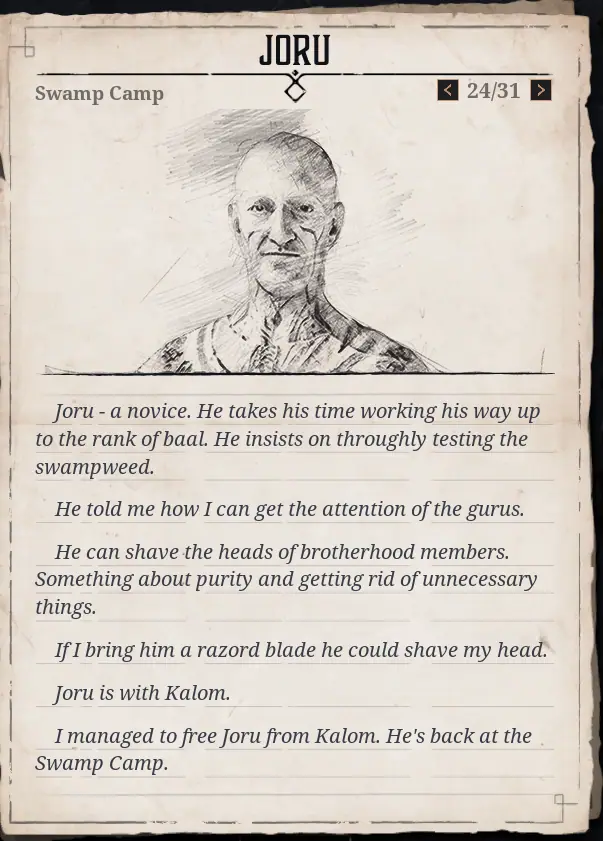 JORU
Swamp Camp
24/31
Joru - a novice. He takes his time working his way up
to the rank of baal. He insists on throughly testing the
swampweed.
He told me how I can get the attention of the gurus.
He can shave the heads of brotherhood members.
Something about purity and getting rid of unnecessary
things.
If I bring him a razord blade he could shave my head.
Joru is with Kalom.
I managed to free Joru from Kalom. He's back at the
Swamp Camp.